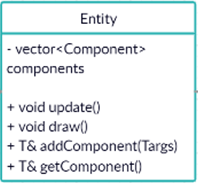 Entity
- vector<Component>
components
+ void update()
+ void draw()
+ T& addComponent(Targs)
+ T& getComponent()